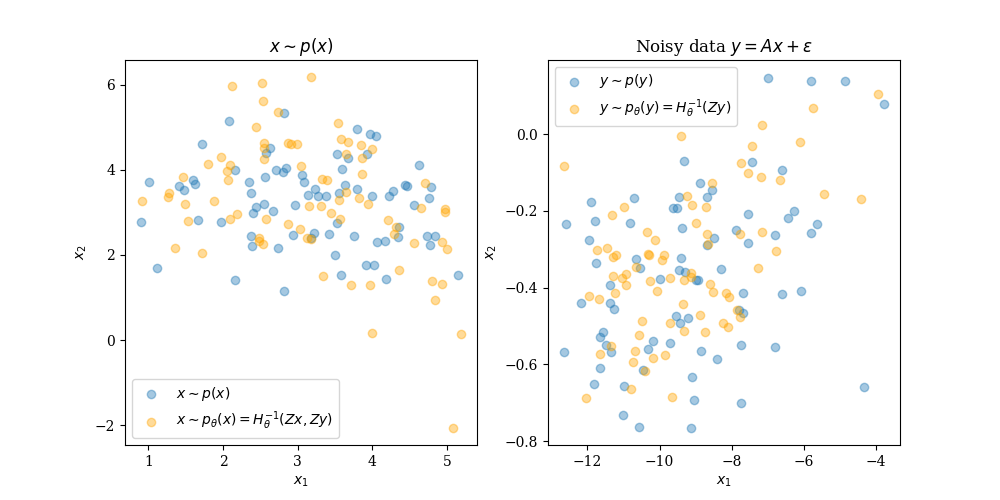 x ∼ p(x)
Noisy data y = Ax + ε
x₂
6
4
2
0
−2
1
2
3
4
5
x₁
x ∼ p(x)
x ∼ p_θ(x) = H_θ^{-1}(Zx, Zy)
x₂
0.0
−0.2
−0.4
−0.6
−0.8
−12
−10
−8
−6
−4
x₁
y ∼ p(y)
y ∼ p_θ(y) = H_θ^{-1}(Zy)